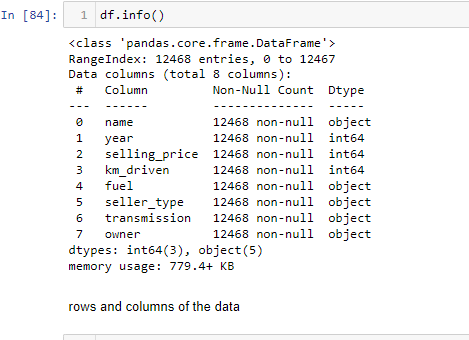 In [84]: 1 df.info()
<class 'pandas.core.frame.DataFrame'>
RangeIndex: 12468 entries, 0 to 12467
Data columns (total 8 columns):
 #   Column         Non-Null Count  Dtype
---  ------         --------------  -----
 0   name           12468 non-null  object
 1   year           12468 non-null  int64
 2   selling_price  12468 non-null  int64
 3   km_driven      12468 non-null  int64
 4   fuel           12468 non-null  object
 5   seller_type    12468 non-null  object
 6   transmission   12468 non-null  object
 7   owner          12468 non-null  object
dtypes: int64(3), object(5)
memory usage: 779.4+ KB
rows and columns of the data